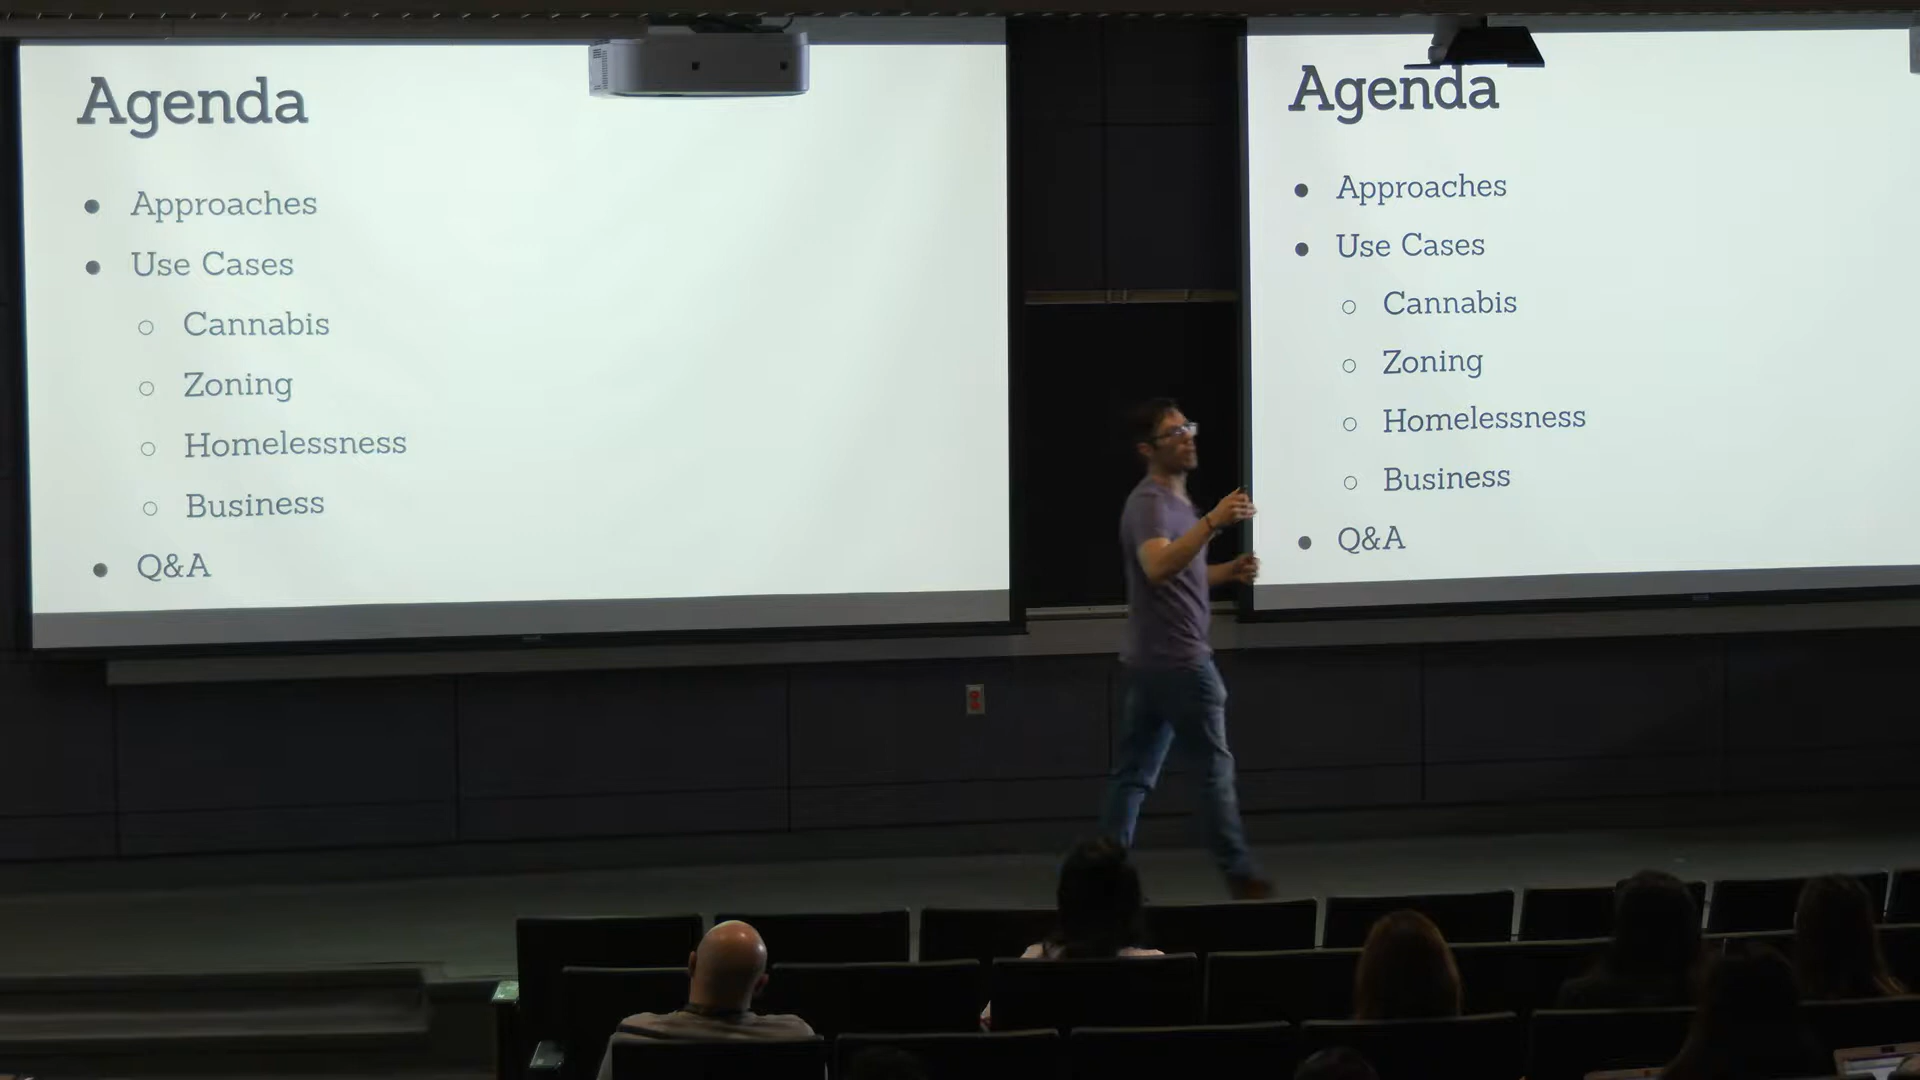 Agenda
Approaches
Use Cases
Cannabis
Zoning
Homelessness
Business
Q&A
Agenda
Approaches
Use Cases
Cannabis
Zoning
Homelessness
Business
Q&A